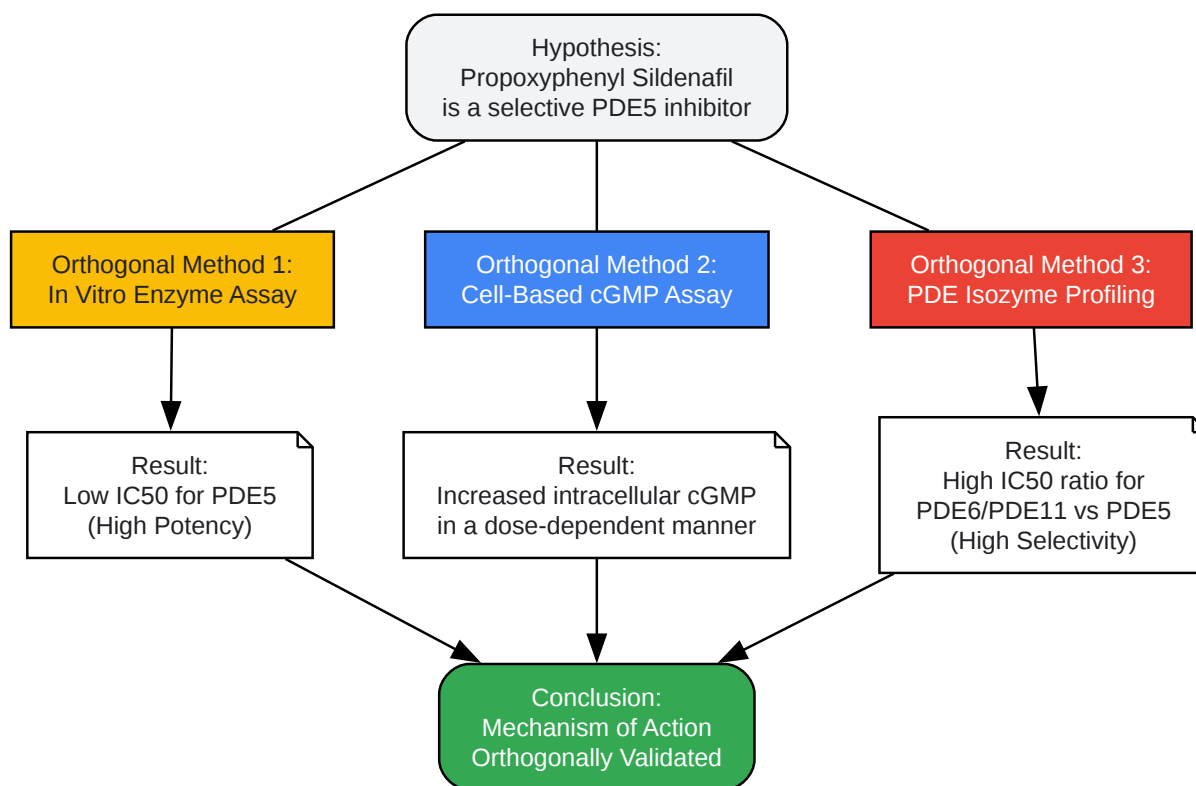 Hypothesis:
Propoxyphenyl Sildenafil
is a selective PDE5 inhibitor
Orthogonal Method 1:
In Vitro Enzyme Assay
Orthogonal Method 2:
Cell-Based cGMP Assay
Orthogonal Method 3:
PDE Isozyme Profiling
Result:
Low IC50 for PDE5
(High Potency)
Result:
Increased intracellular cGMP
in a dose-dependent manner
Result:
High IC50 ratio for
PDE6/PDE11 vs PDE5
(High Selectivity)
Conclusion:
Mechanism of Action
Orthogonally Validated